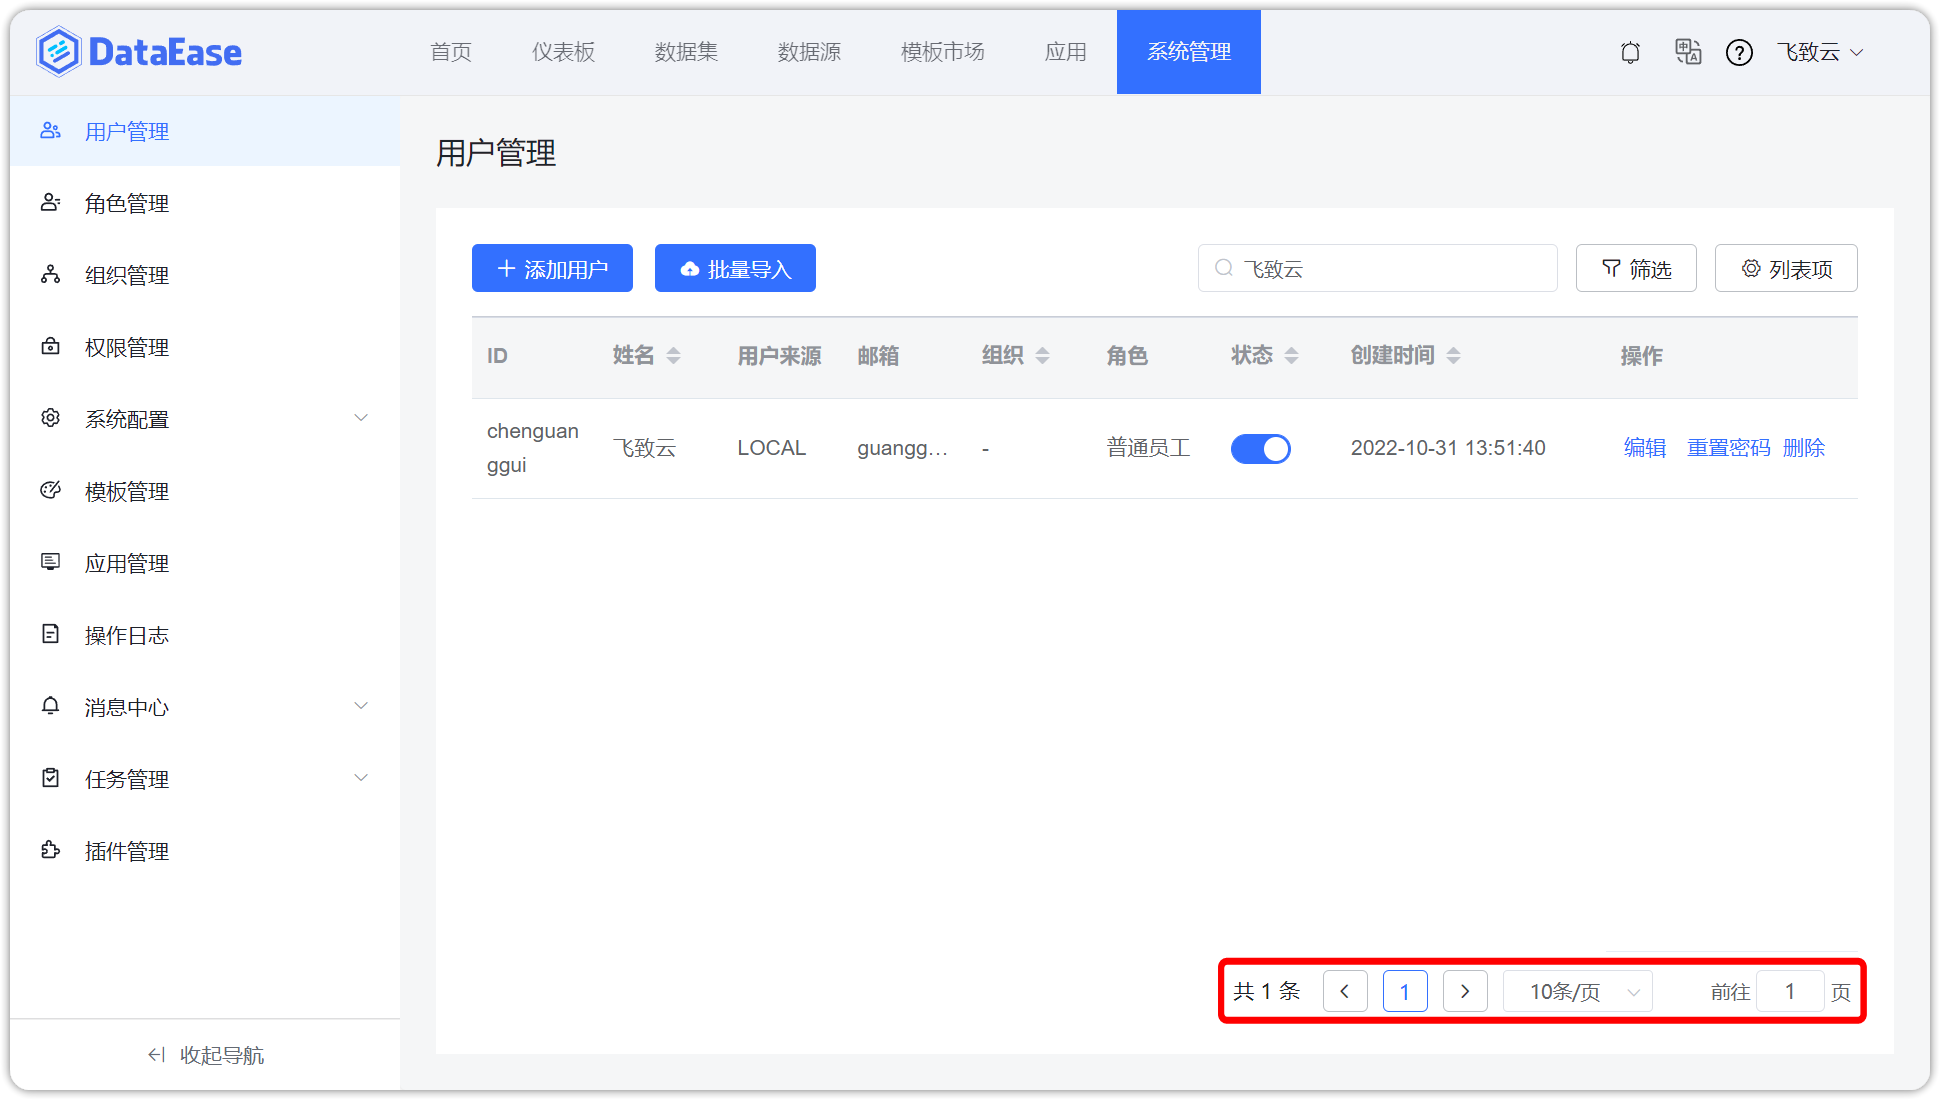 DataEase
首页
仪表板
数据集
数据源
模板市场
应用
系统管理
飞致云
用户管理
角色管理
组织管理
权限管理
系统配置
模板管理
应用管理
操作日志
消息中心
任务管理
插件管理
收起导航
用户管理
添加用户
批量导入
飞致云
筛选
列表项
ID 姓名 用户来源 邮箱 组织 角色 状态 创建时间 操作
chenguan
ggui
飞致云 LOCAL guangg... - 普通员工 2022-10-31 13:51:40 编辑 重置密码 删除
共 1 条 1 10条/页 前往 1 页